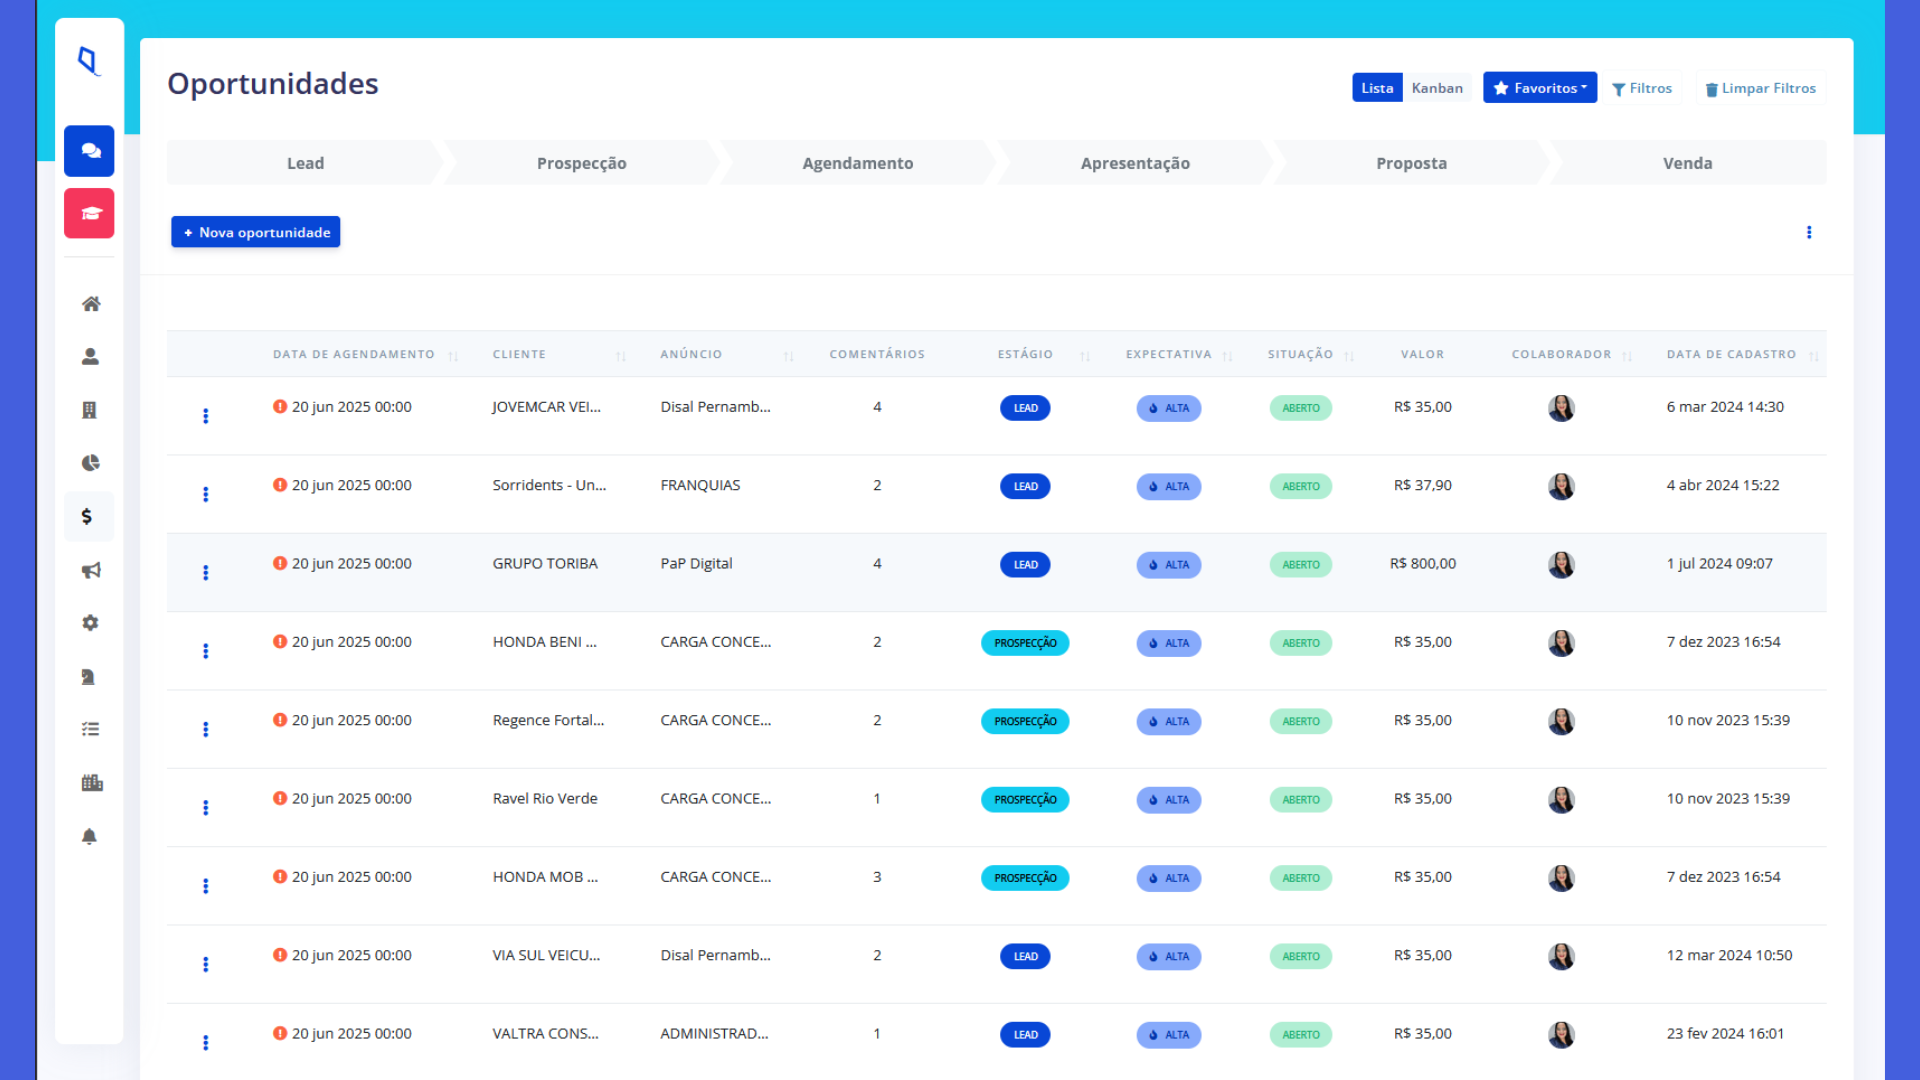 Oportunidades
Lista Kanban Favoritos Filtros Limpar Filtros
Lead Prospecção Agendamento Apresentação Proposta Venda
+ Nova oportunidade
DATA DE AGENDAMENTO CLIENTE ANÚNCIO COMENTÁRIOS ESTÁGIO EXPECTATIVA SITUAÇÃO VALOR COLABORADOR DATA DE CADASTRO
20 jun 2025 00:00 JOVEMCAR VEI... Disal Pernamb... 4 LEAD ALTA ABERTO R$ 35,00 6 mar 2024 14:30
20 jun 2025 00:00 Sorridents - Un... FRANQUIAS 2 LEAD ALTA ABERTO R$ 37,90 4 abr 2024 15:22
20 jun 2025 00:00 GRUPO TORIBA PaP Digital 4 LEAD ALTA ABERTO R$ 800,00 1 jul 2024 09:07
20 jun 2025 00:00 HONDA BENI ... CARGA CONCE... 2 PROSPECÇÃO ALTA ABERTO R$ 35,00 7 dez 2023 16:54
20 jun 2025 00:00 Regence Fortal... CARGA CONCE... 2 PROSPECÇÃO ALTA ABERTO R$ 35,00 10 nov 2023 15:39
20 jun 2025 00:00 Ravel Rio Verde CARGA CONCE... 1 PROSPECÇÃO ALTA ABERTO R$ 35,00 10 nov 2023 15:39
20 jun 2025 00:00 HONDA MOB ... CARGA CONCE... 3 PROSPECÇÃO ALTA ABERTO R$ 35,00 7 dez 2023 16:54
20 jun 2025 00:00 VIA SUL VEICU... Disal Pernamb... 2 LEAD ALTA ABERTO R$ 35,00 12 mar 2024 10:50
20 jun 2025 00:00 VALTRA CONS... ADMINISTRAD... 1 LEAD ALTA ABERTO R$ 35,00 23 fev 2024 16:01